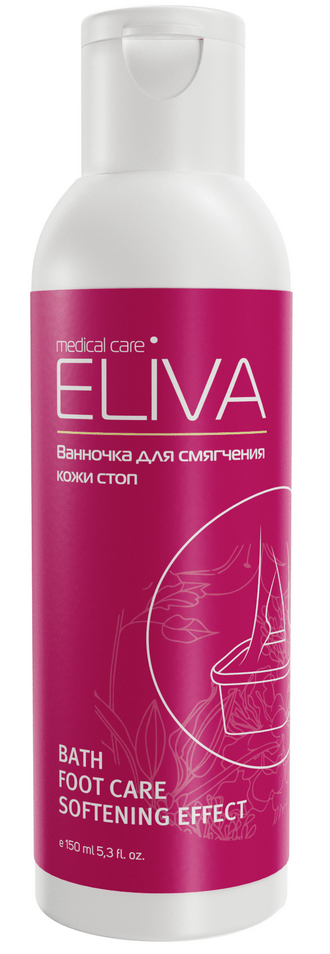 medical care
ELIVA
Ванночка для смягчения
кожи стоп
BATH
FOOT CARE
SOFTENING EFFECT
e 150 ml 5,3 fl. oz.